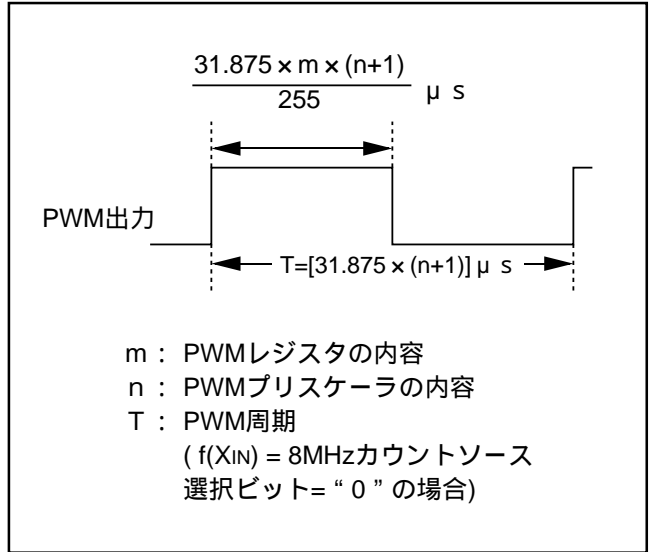 31.875 × m × (n+1)
255
μ s
PWM出力
T=[31.875 × (n+1)] μ s
m : PWMレジスタの内容
n : PWMプリスケーラの内容
T : PWM周期
( f(XIN) = 8MHzカウントソース
選択ビット= “ 0 ” の場合)